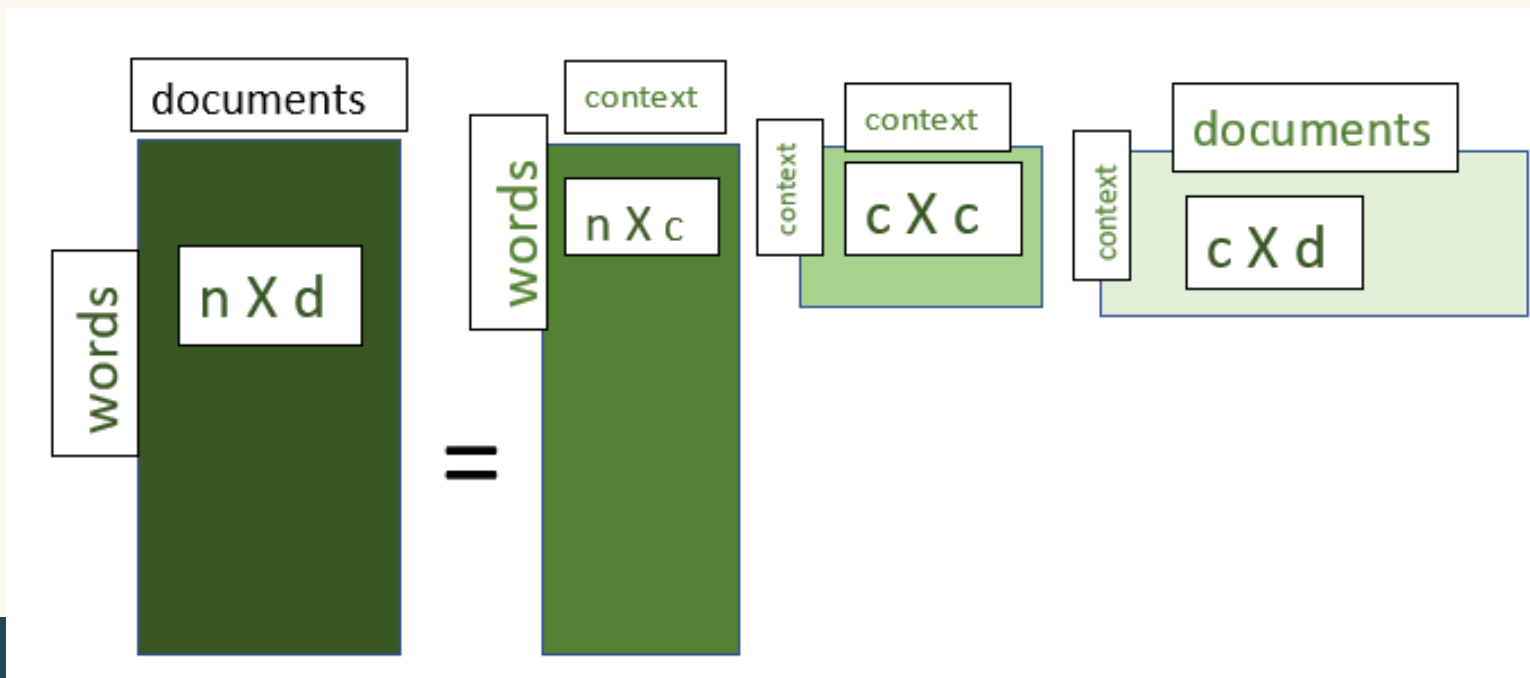 documents
words
n X d
=
context
words
n X c
context
context
c X c
documents
context
c X d